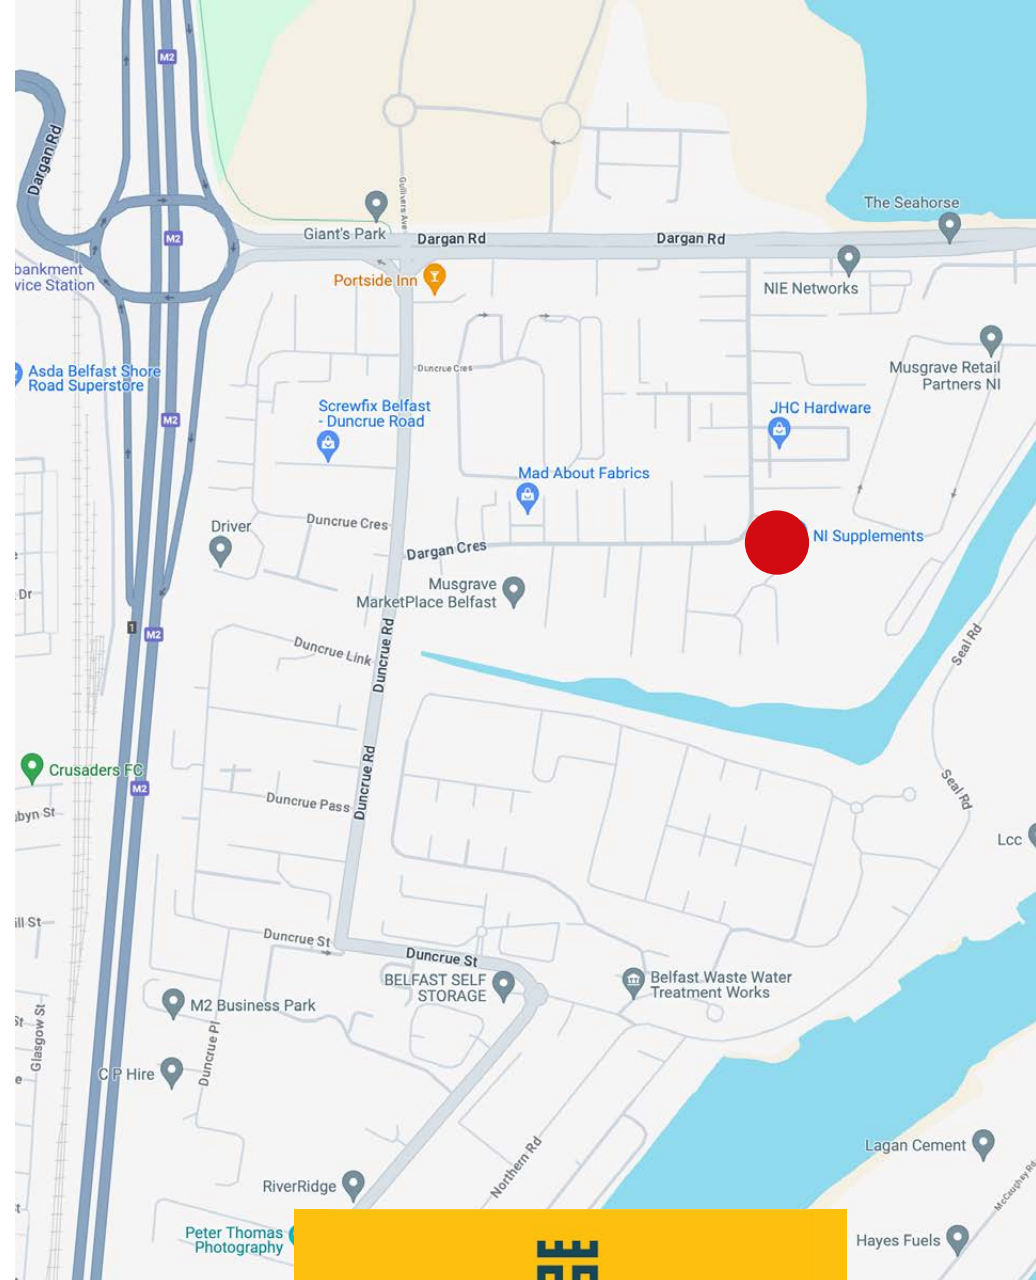 M2
Dargan Rd
Gullivers Ave
The Seahorse
Giant's Park
M2
Dargan Rd
Dargan Rd
bankment
vice Station
Portside Inn
NIE Networks
Asda Belfast Shore
Road Superstore
Duncrue Cres
Musgrave Retail
Partners NI
M2
Screwfix Belfast
- Duncrue Road
JHC Hardware
Mad About Fabrics
Driver
Duncrue Cres
NI Supplements
Dargan Cres
Musgrave
MarketPlace Belfast
Dr
1
M2
Duncrue Link
Duncrue Rd
Seal Rd
Crusaders FC
M2
Duncrue Rd
Seal Rd
byn St
Duncrue Pass
Lcc
ill St
Duncrue St
Duncrue St
BELFAST SELF
STORAGE
Belfast Waste Water
Treatment Works
M2 Business Park
Glasgow St
Duncrue Pl
C P Hire
Lagan Cement
Northern Rd
McCaughey Rd
RiverRidge
Peter Thomas
Photography
Hayes Fuels